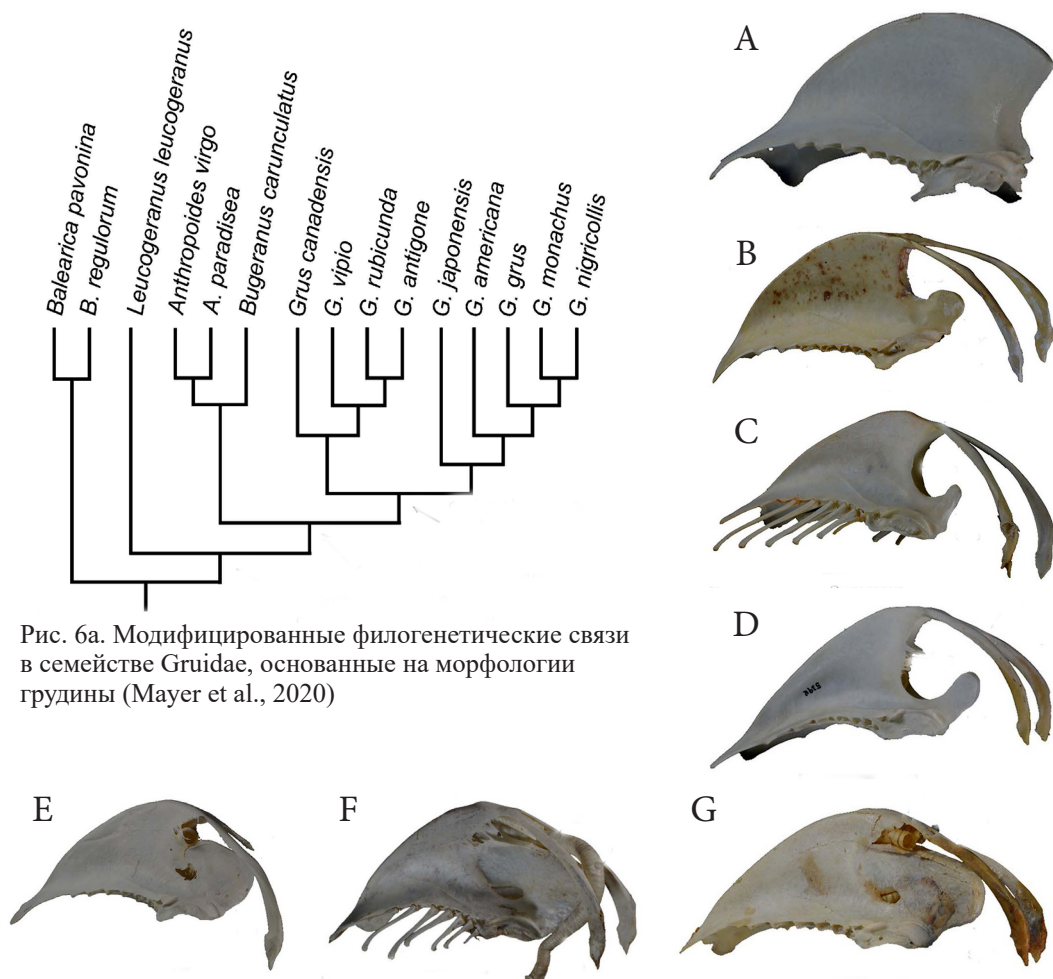 Balearica pavonina
B. regulorum
Leucogeranus leucogeranus
Anthropoides virgo
A. paradisea
Bugeranus carunculatus
Grus canadensis
G. vipio
G. rubicunda
G. antigone
G. japonensis
G. americana
G. grus
G. monachus
G. nigricollis
Рис. 6а. Модифицированные филогенетические связи
в семействе Gruidae, основанные на морфологии
грудины (Mayer et al., 2020)
A
B
C
D
E
F
G